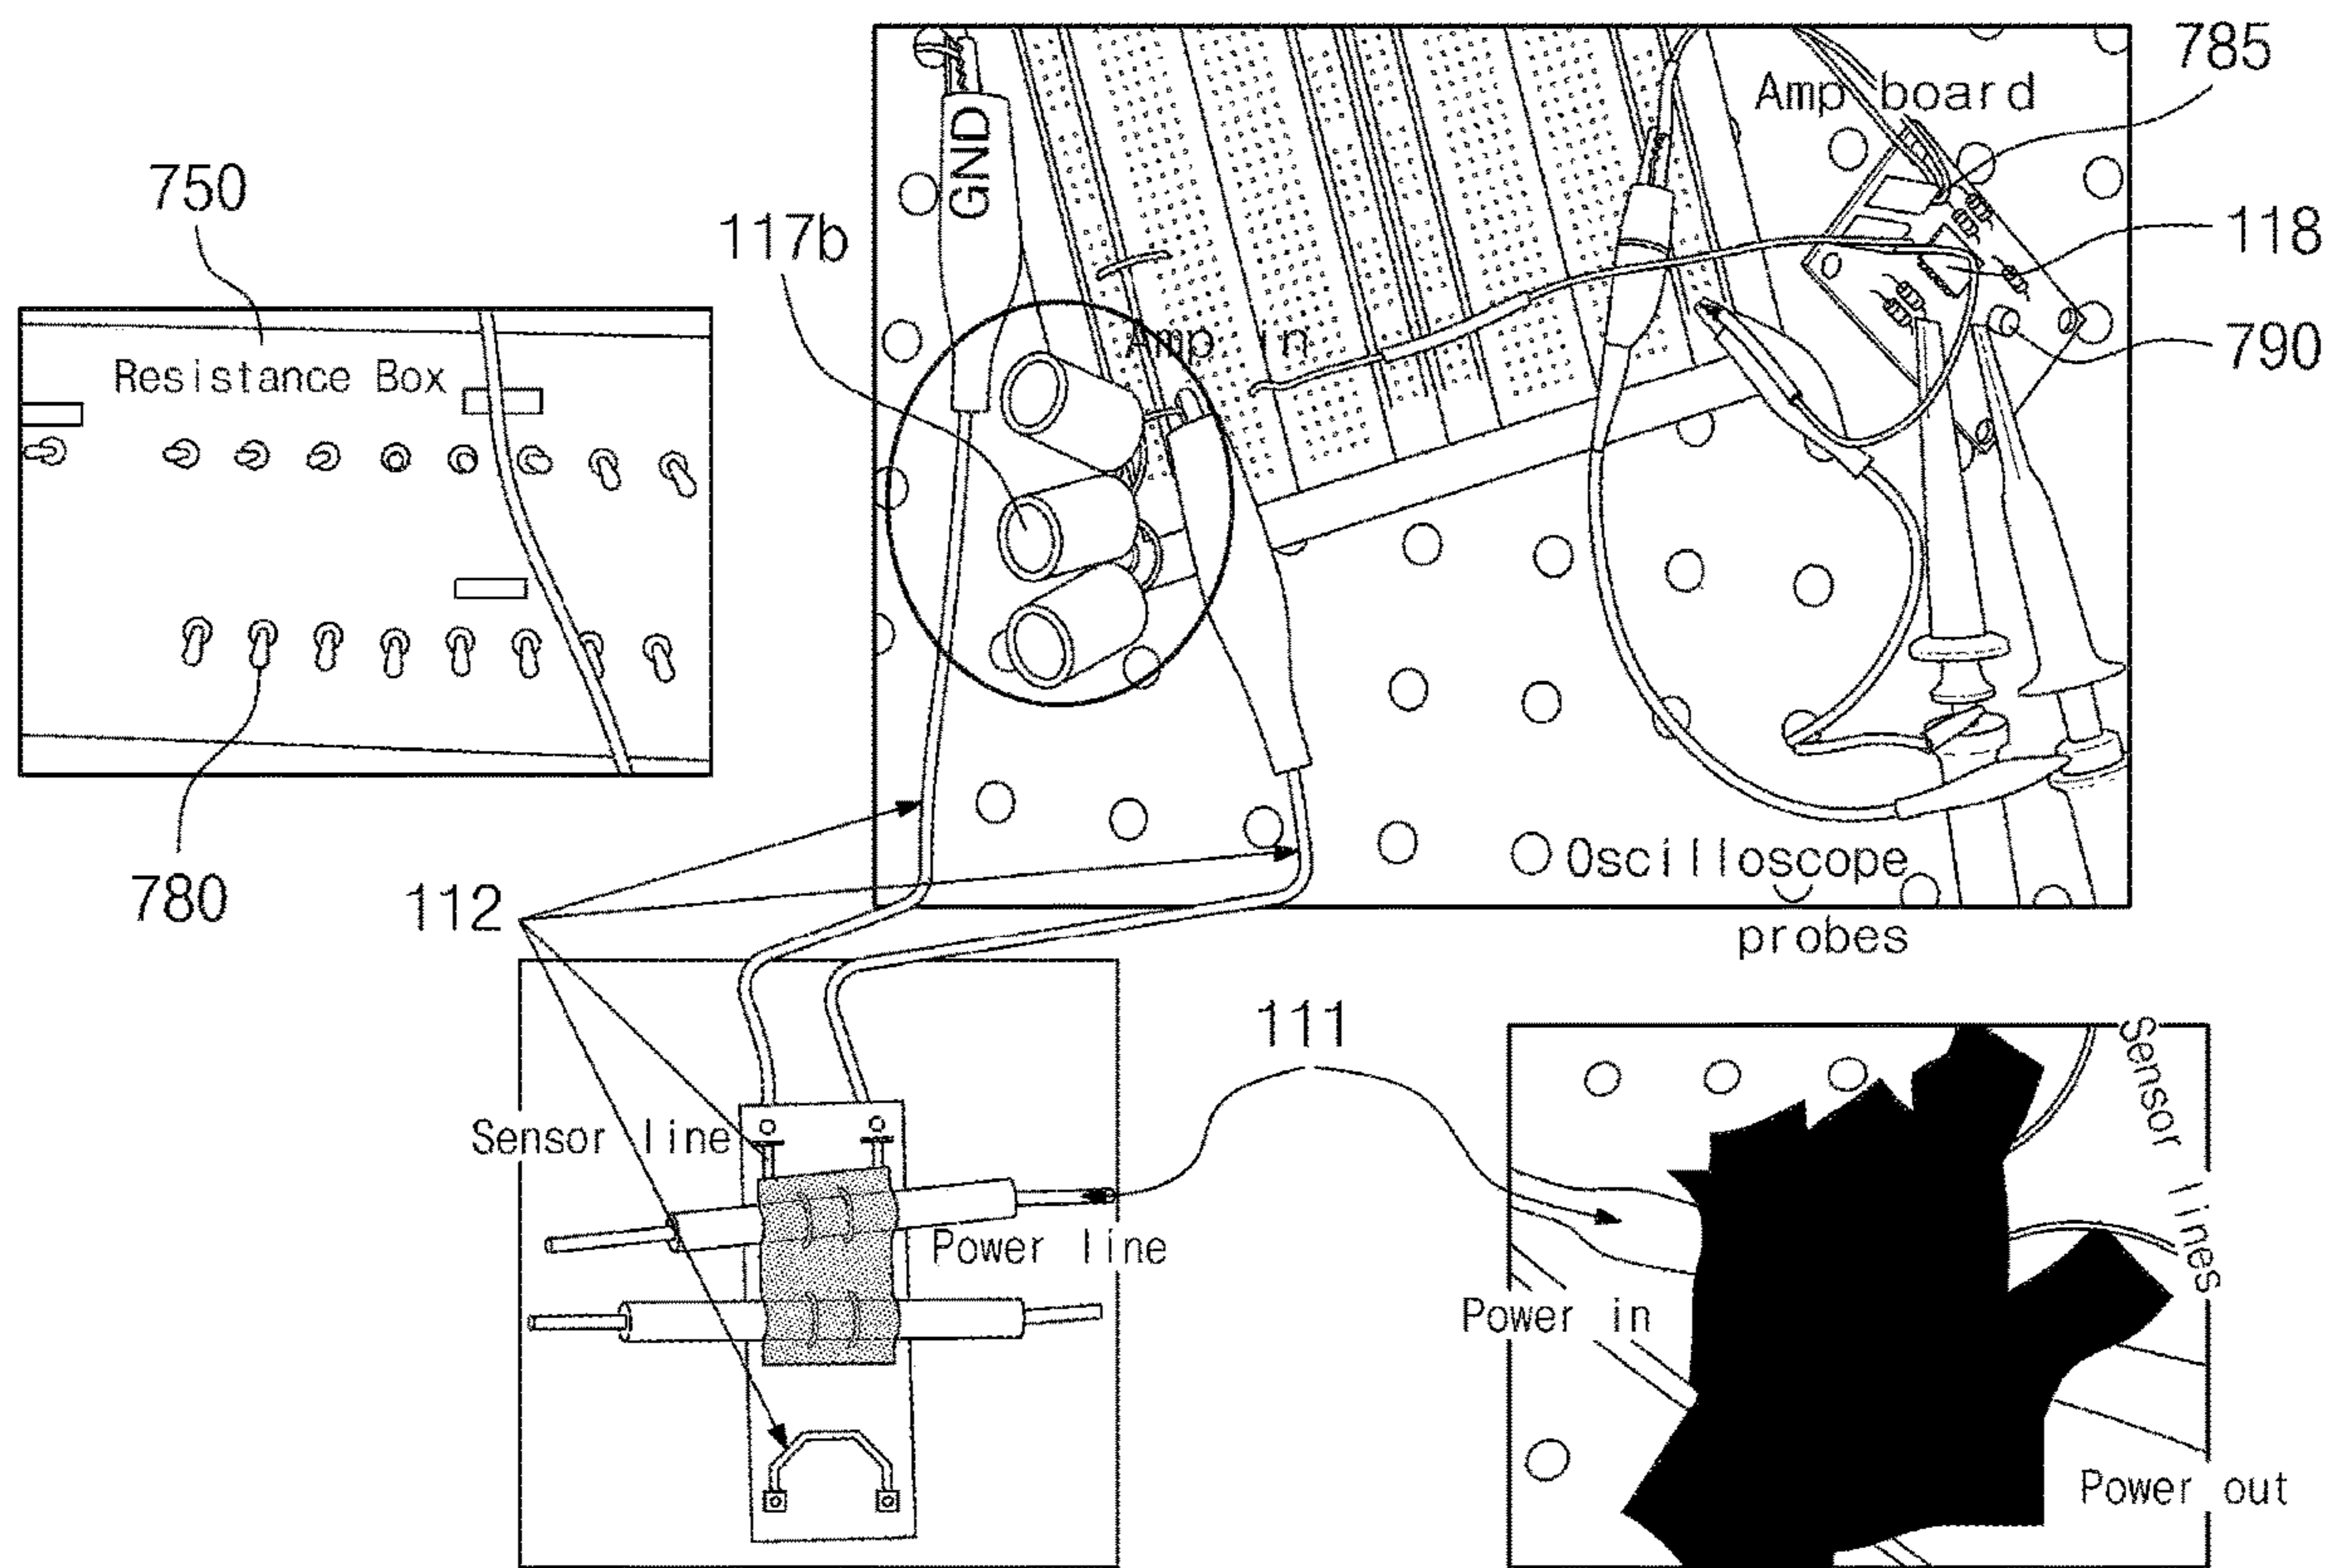 785
Amp board
GND
750
117b
118
Amp in
790
Resistance Box
780
112
Oscilloscope
probes
111
Sensor line
Sensor lines
Power line
Power in
Power out